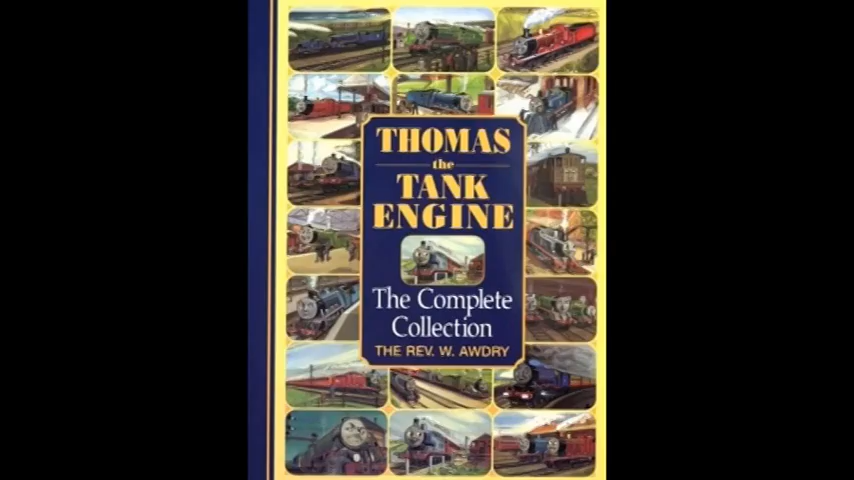 THOMAS
the
TANK
ENGINE
The Complete
Collection
THE REV. W. AWDRY